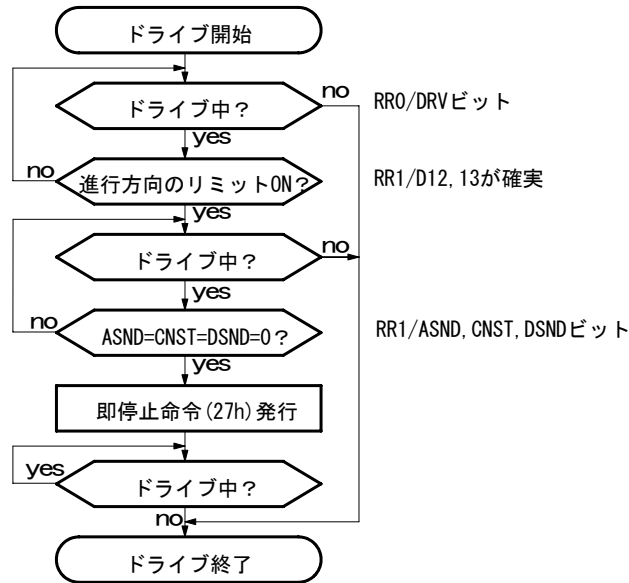 ドライブ開始
ドライブ中？
no
RR0/DRVビット
yes
no
進行方向のリミットON？
RR1/D12,13が確実
yes
ドライブ中？
no
yes
no
ASND=CNST=DSND=0？
RR1/ASND,CNST,DSNDビット
yes
即停止命令(27h)発行
yes
ドライブ中？
no
ドライブ終了